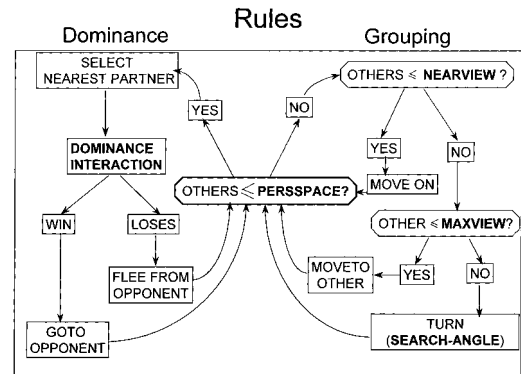 Rules
Dominance
Grouping
SELECT
NEAREST PARTNER
OTHERS ⩽ NEARVIEW ?
YES
NO
DOMINANCE
INTERACTION
YES
NO
MOVE ON
OTHERS ⩽ PERSSPACE?
WIN
LOSES
OTHER ⩽ MAXVIEW?
FLEE FROM
OPPONENT
MOVETO
OTHER
YES
NO
GOTO
OPPONENT
TURN
(SEARCH-ANGLE)